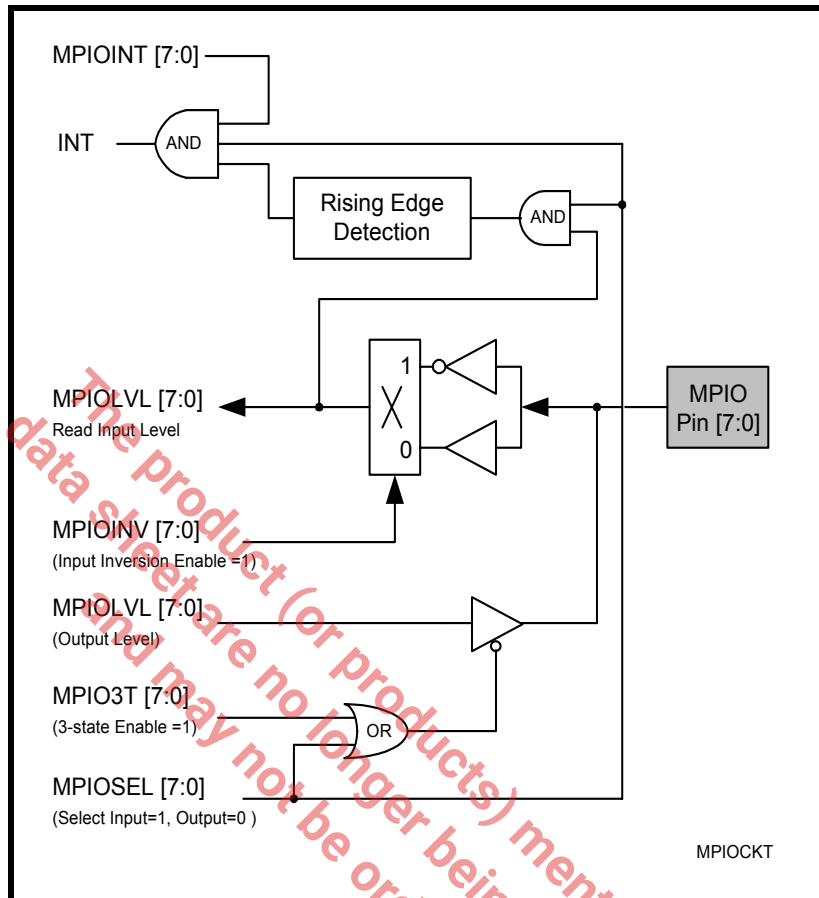 MPIOINT [7:0]
INT
AND
Rising Edge
Detection
AND
1
0
MPIOLVL [7:0]
Read Input Level
MPIO
Pin [7:0]
MPIOINV [7:0]
(Input Inversion Enable =1)
MPIOLVL [7:0]
(Output Level)
MPIO3T [7:0]
(3-state Enable =1)
OR
MPIOSEL [7:0]
(Select Input=1, Output=0 )
MPIOCKT
The product (or products) ment
data sheet are no longer bein
and may not be or